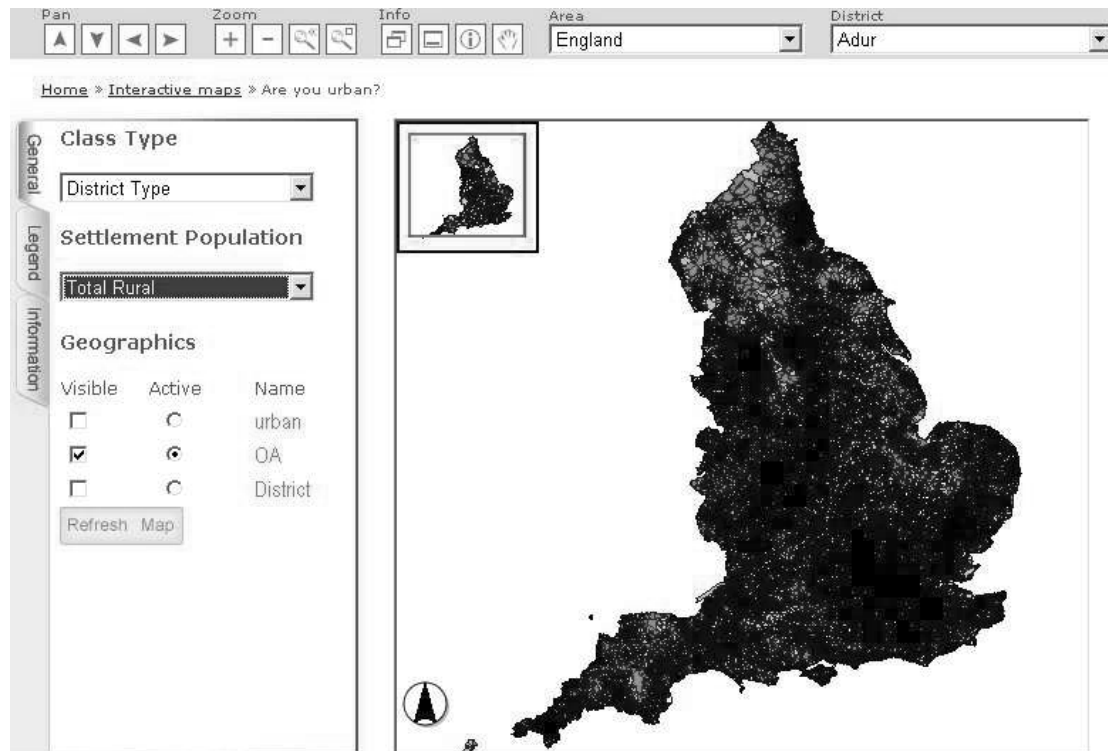 Pan Zoom Info Area District
England Adur
Home » Interactive maps » Are you urban?
General
Legend
Information
Class Type
District Type
Settlement Population
Total Rural
Geographics
Visible Active Name
urban
OA
District
Refresh Map